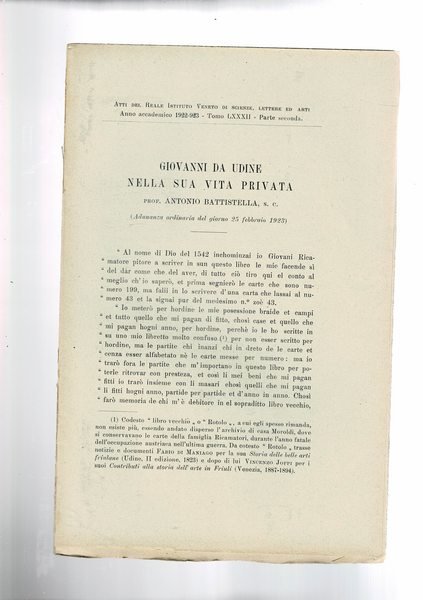 Atti del Reale Istituto Veneto di scienze, lettere ed arti
Anno accademico 1922-923 - Tomo LXXXII - Parte seconda.
GIOVANNI DA UDINE
NELLA SUA VITA PRIVATA
prof. ANTONIO BATTISTELLA, s. c.
(Adunanza ordinaria del giorno 25 febbraio 1923)
" Al nome di Dio del 1542 inchominzai io Giovani Rica-
" matore pitore a scriver in sun questo libro le mie facende sì
" del dar come che del aver, di tutto ciò tiro qui el conto al
" meglio ch'io saperò, et prima segnierò le carte che sono nu-
" mero 199, ma falii in lo scrivere d'una carta che lassai al nu-
" mero 43 et la signai pur del medesimo n.º zoè 43.
" Io meterò per hordine le mie posesione braide et campi
" et tutto quello che mi pagan di fitto, chosì case et quello che
" mi pagan hogni anno, per hordine, perchè io le ho scritte in
" su uno mio libretto molto confuso (1) per non esser scritto per
" hordine, ma le partite chi inanzi chi in dreto de le carte et
" cenza esser alfabetato nè le carte messe per numero: ma io
" trarò fora le partite che m'importano in questo libro per po-
" terle ritrovar con presteza, et così li mei beni che mi pagan
" fitti io trarò insieme con li masari chosì quelli che mi pagan
" li fitti hogni anno, partide per partide et d'anno in anno. Chosì
" farò memoria de chi m'è debitore in el sopraditto libro vecchio,
(1) Codesto " libro vecchio „ o " Rotolo „, a cui egli spesso rimanda,
non esiste più, essendo andato disperso l'archivio di casa Moroldi, dove
si conservavano le carte della famiglia Ricamatori, durante l'anno fatale
dell'occupazione austriaca nell'ultima guerra. Da cotesto " Rotolo „ trasse
notizie e documenti Fabio di Maniago per la sua Storia delle belle arti
friulane (Udine, II edizione, 1823) e dopo di lui Vincenzo Joppi per i
suoi Contributi alla storia dell'arte in Friuli (Venezia, 1887-1894).